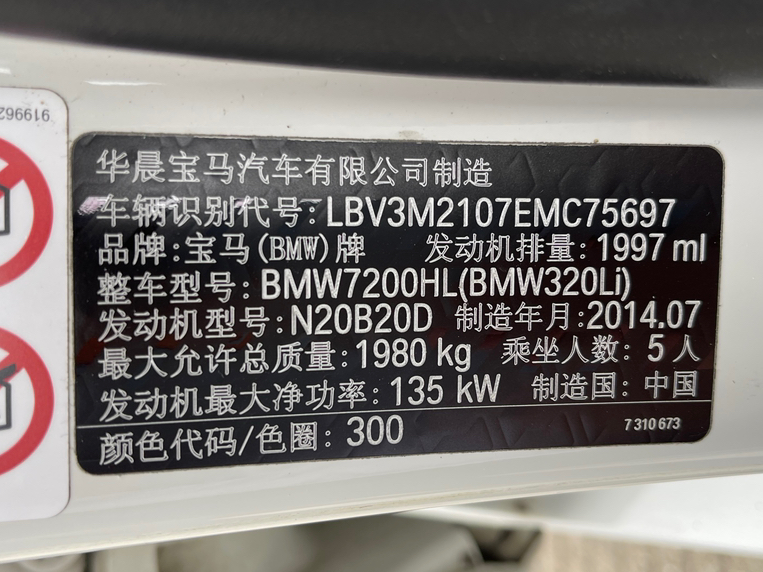 华晨宝马汽车有限公司制造
车辆识别代号: LBV3M2107EMC75697
品牌: 宝马(BMW)牌 发动机排量: 1997 ml
整车型号: BMW7200HL(BMW320Li)
发动机型号: N20B20D 制造年月: 2014.07
最大允许总质量: 1980 kg 乘坐人数: 5 人
发动机最大净功率: 135 kW 制造国: 中国
颜色代码/色圈: 300 7 310 673